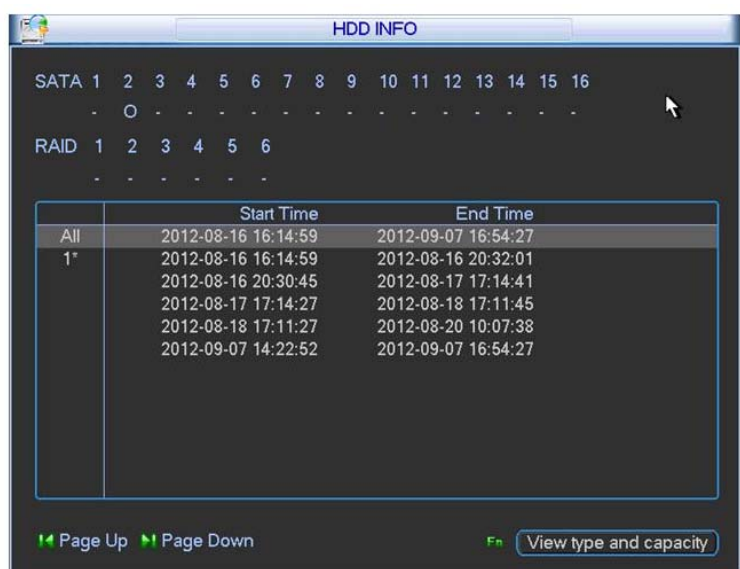 HDD INFO
SATA 1 2 3 4 5 6 7 8 9 10 11 12 13 14 15 16
- O - - - - - - - - - - - - - -
RAID 1 2 3 4 5 6
- - - - - -
Start Time End Time
All 2012-08-16 16:14:59 2012-09-07 16:54:27
1* 2012-08-16 16:14:59 2012-08-16 20:32:01
2012-08-16 20:30:45 2012-08-17 17:14:41
2012-08-17 17:14:27 2012-08-18 17:11:45
2012-08-18 17:11:27 2012-08-20 10:07:38
2012-09-07 14:22:52 2012-09-07 16:54:27
Page Up Page Down Fn View type and capacity